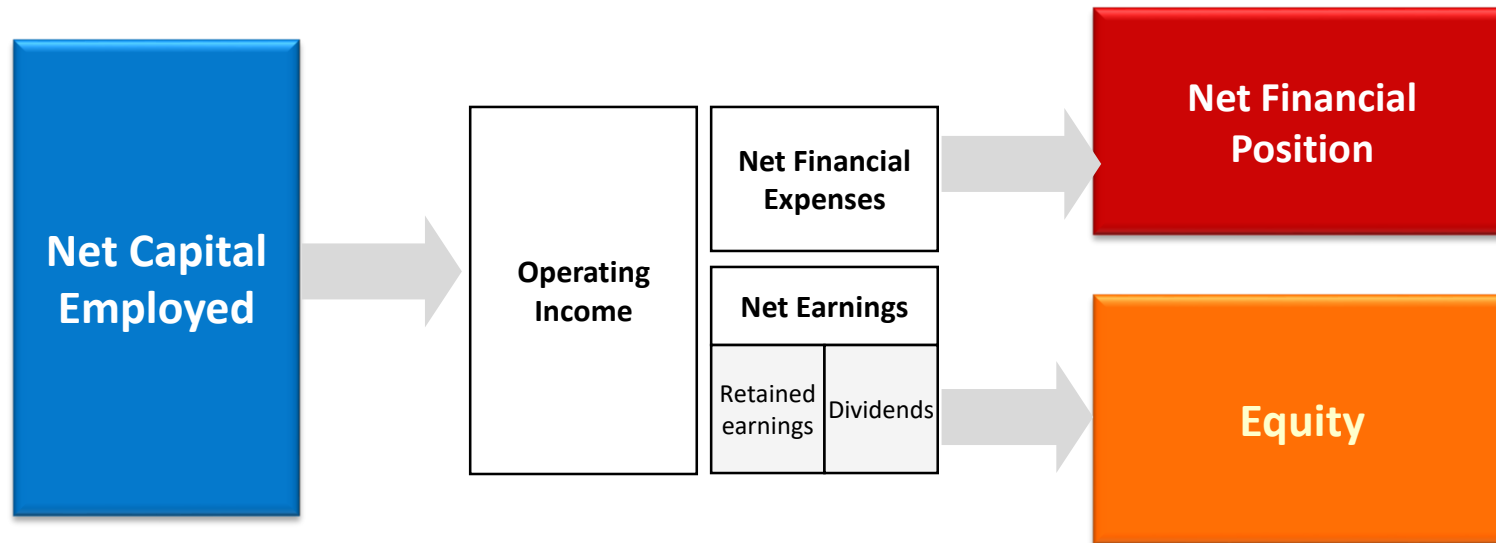 Net Capital
Employed
Operating
Income
Net Financial
Expenses
Net Earnings
Retained
earnings
Dividends
Net Financial
Position
Equity